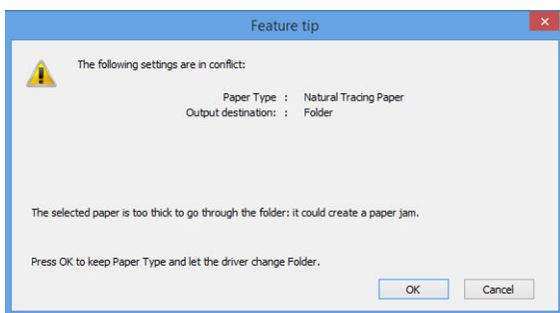 Feature tip
The following settings are in conflict:
Paper Type : Natural Tracing Paper
Output destination: : Folder
The selected paper is too thick to go through the folder: it could create a paper jam.
Press OK to keep Paper Type and let the driver change Folder.
OK Cancel